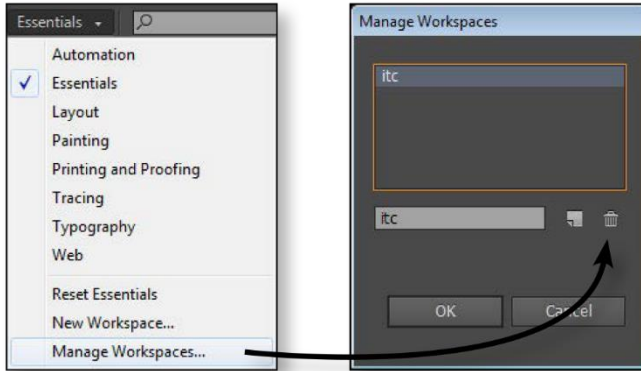 Essentials
Automation
Essentials
Layout
Painting
Printing and Proofing
Tracing
Typography
Web
Reset Essentials
New Workspace...
Manage Workspaces...
Manage Workspaces
itc
itc
OK
Cancel